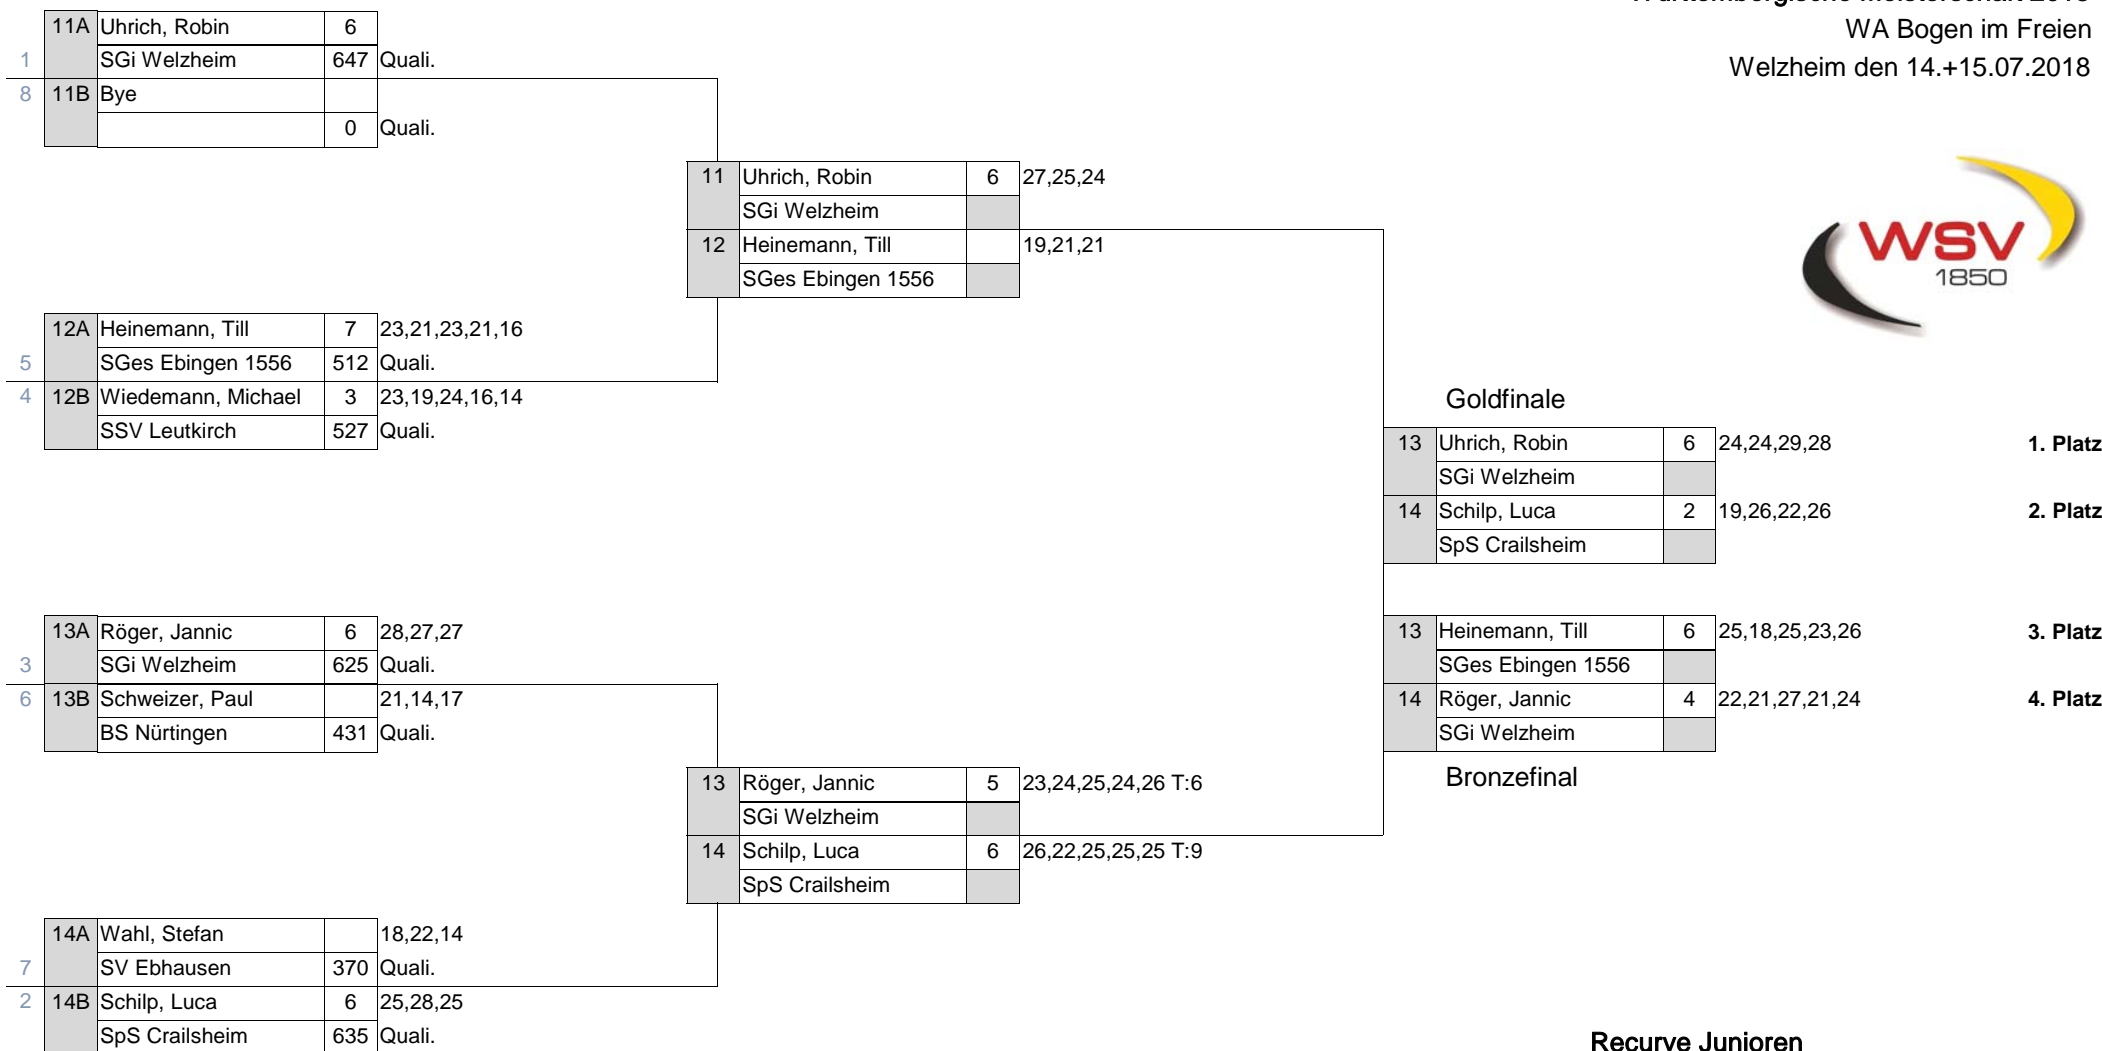 WA Bogen im Freien
Welzheim den 14.+15.07.2018
WSV
1850
11A Uhrich, Robin 6
1 SGi Welzheim 647 Quali.
8 11B Bye
0 Quali.
11 Uhrich, Robin 6 27,25,24
SGi Welzheim
12 Heinemann, Till 19,21,21
SGes Ebingen 1556
12A Heinemann, Till 7 23,21,23,21,16
5 SGes Ebingen 1556 512 Quali.
4 12B Wiedemann, Michael 3 23,19,24,16,14
SSV Leutkirch 527 Quali.
Goldfinale
13 Uhrich, Robin 6 24,24,29,28 1. Platz
SGi Welzheim
14 Schilp, Luca 2 19,26,22,26 2. Platz
SpS Crailsheim
13A Röger, Jannic 6 28,27,27
3 SGi Welzheim 625 Quali.
6 13B Schweizer, Paul 21,14,17
BS Nürtingen 431 Quali.
13 Heinemann, Till 6 25,18,25,23,26 3. Platz
SGes Ebingen 1556
14 Röger, Jannic 4 22,21,27,21,24 4. Platz
SGi Welzheim
Bronzefinal
13 Röger, Jannic 5 23,24,25,24,26 T:6
SGi Welzheim
14 Schilp, Luca 6 26,22,25,25,25 T:9
SpS Crailsheim
14A Wahl, Stefan 18,22,14
7 SV Ebhausen 370 Quali.
2 14B Schilp, Luca 6 25,28,25
SpS Crailsheim 635 Quali.
Recurve Junioren